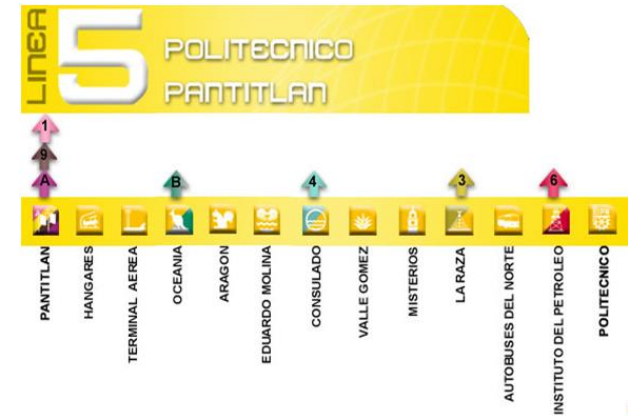 LINEA
5
POLITECNICO
PANTITLAN
1
9
A
B
4
3
6
PANTITLAN
HANGARES
TERMINAL AEREA
OCEANIA
ARAGON
EDUARDO MOLINA
CONSULADO
VALLE GOMEZ
MISTERIOS
LA RAZA
AUTOBUSES DEL NORTE
INSTITUTO DEL PETROLEO
POLITECNICO